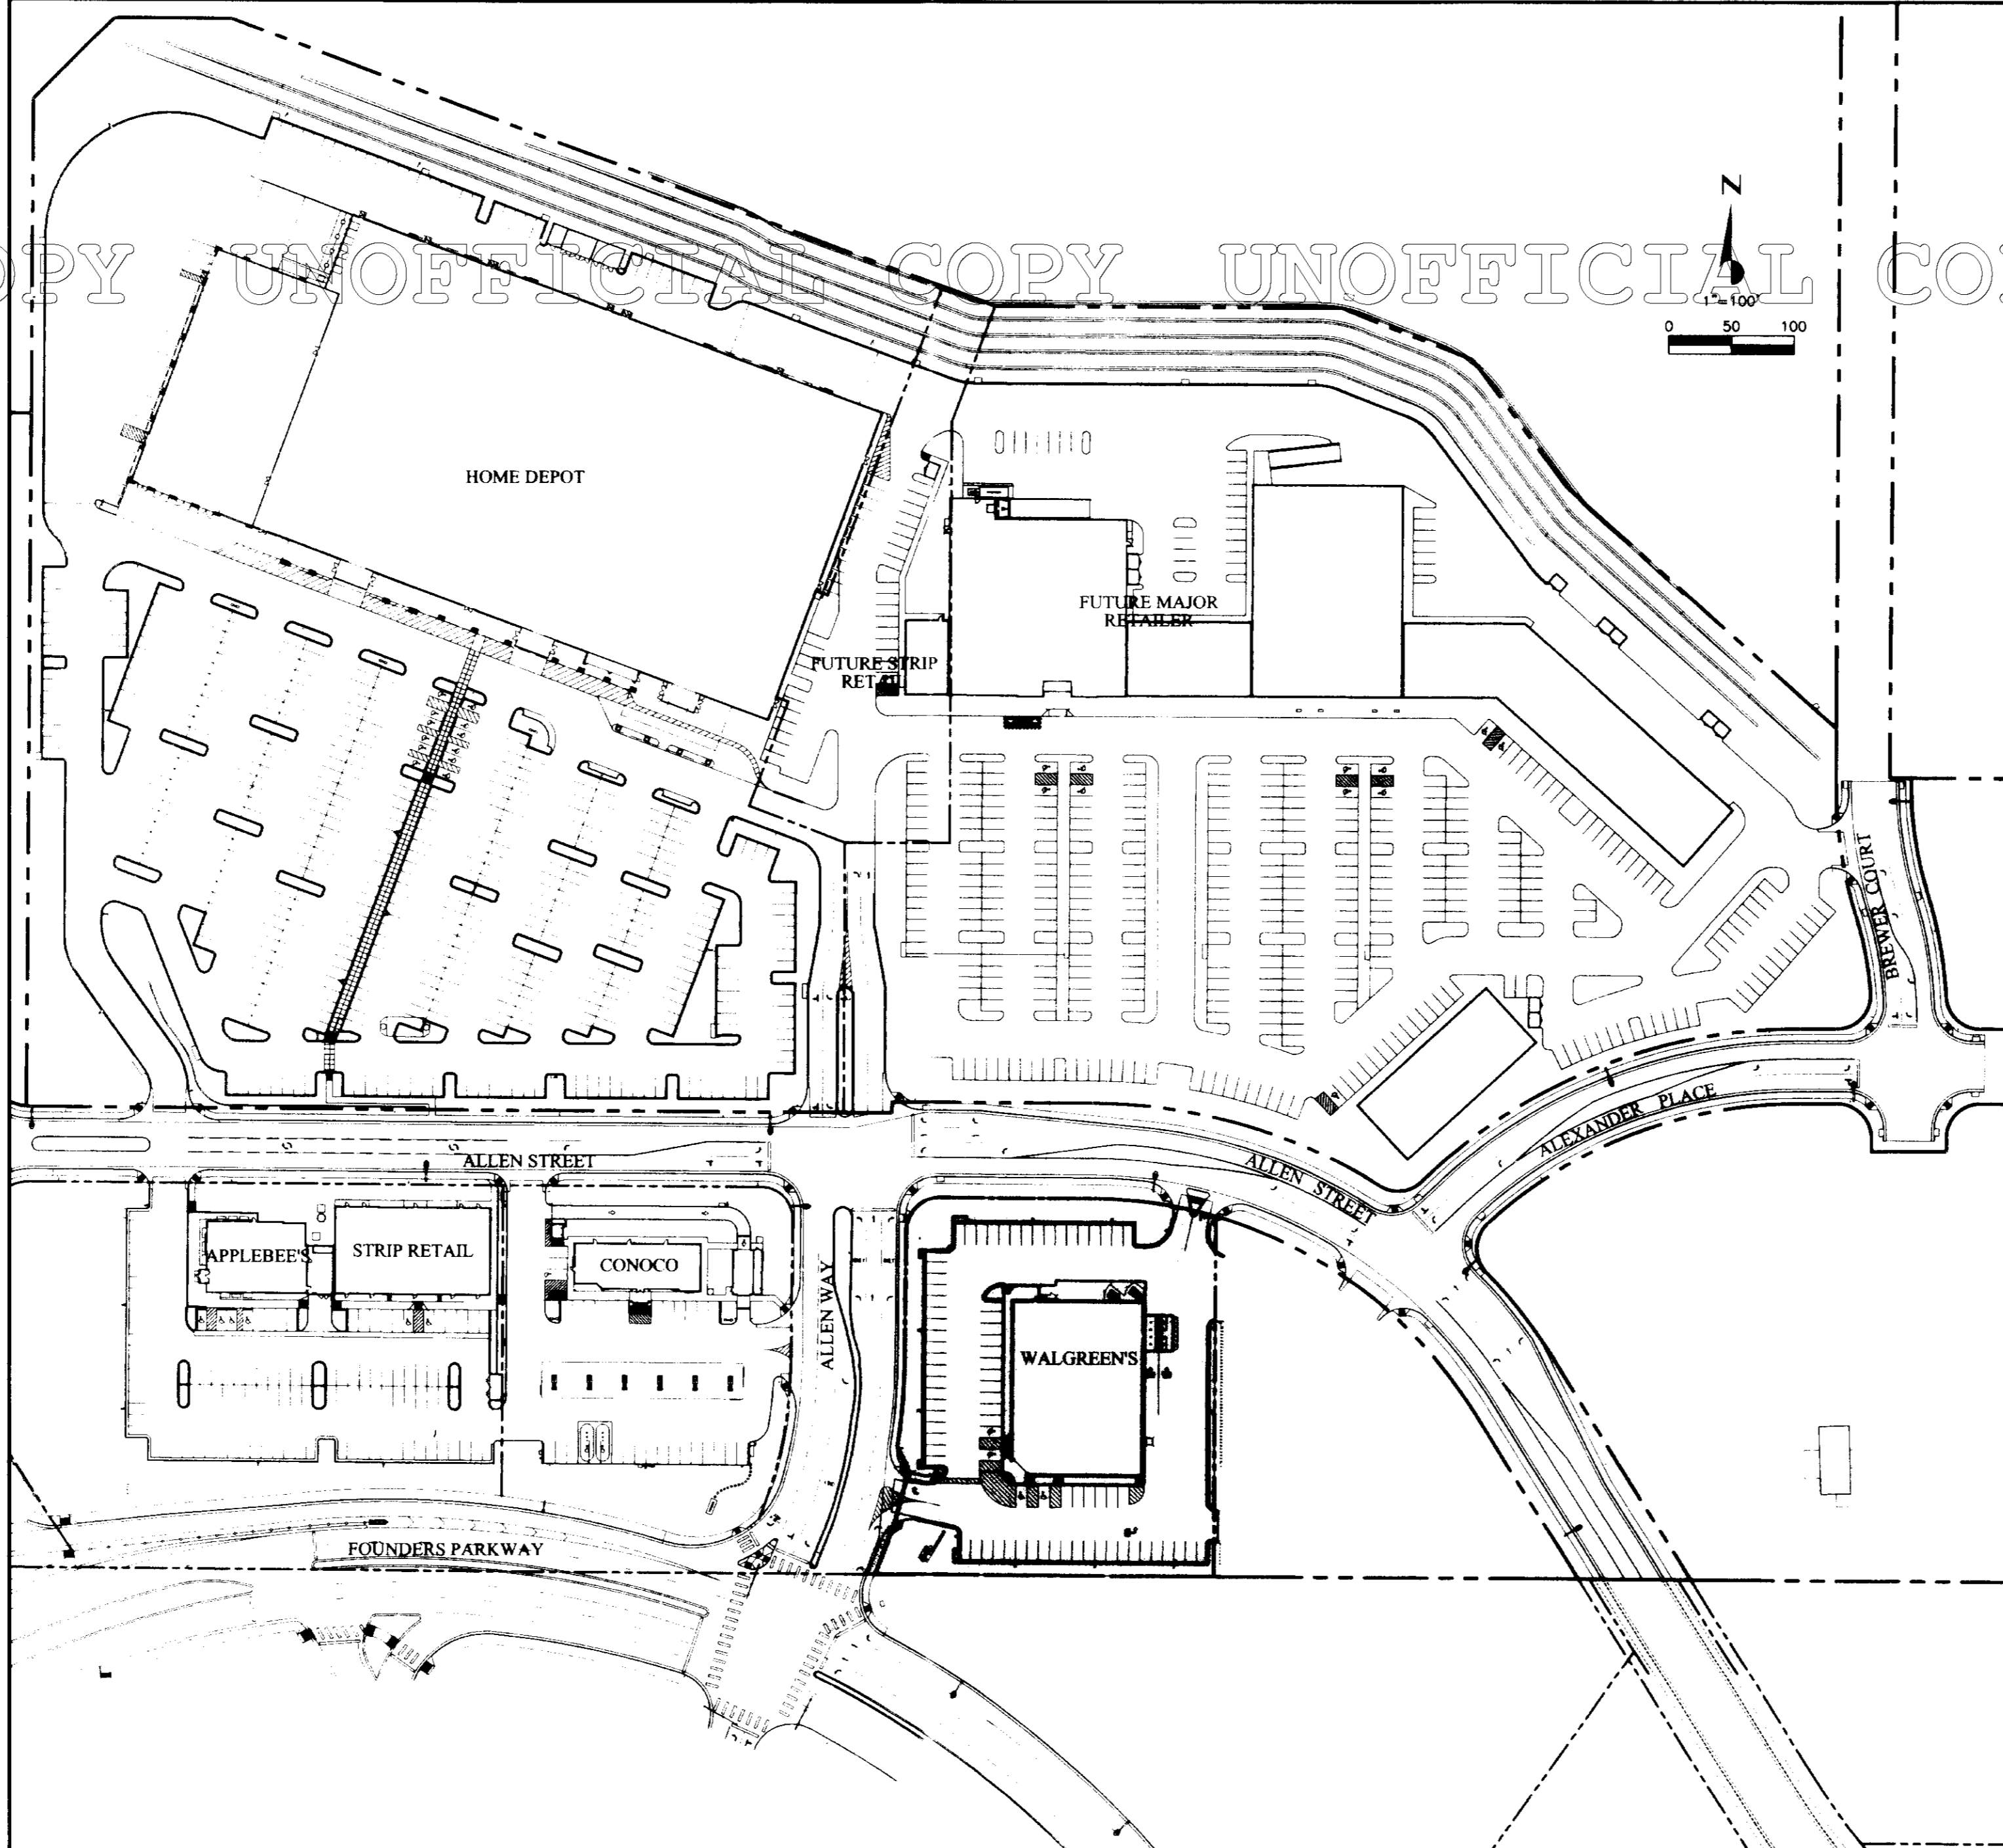 N
COPY UNOFFICIAL COPY UNOFFICIAL CO
1"=100'
0 50 100
HOME DEPOT
FUTURE MAJOR
RETAILER
FUTURE STRIP
RETAIL
BREWER COURT
ALEXANDER PLACE
ALLEN STREET
ALLEN STREET
APPLEBEE'S
STRIP RETAIL
CONOCO
ALLEN WAY
WALGREEN'S
FOUNDERS PARKWAY